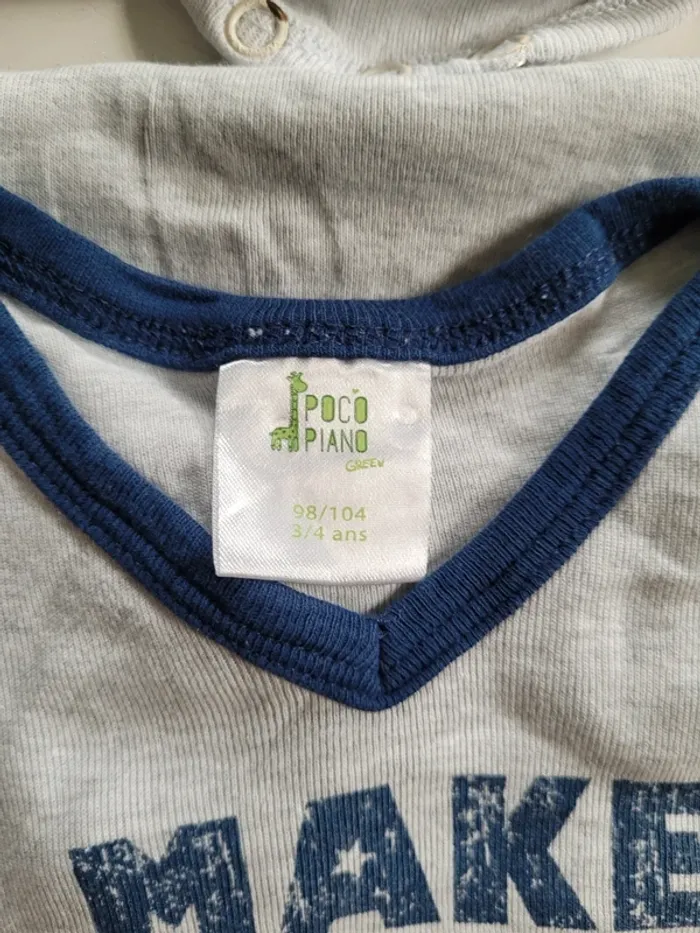 POCO
PIANO
GREEN
98/104
3/4 ans
MAKE